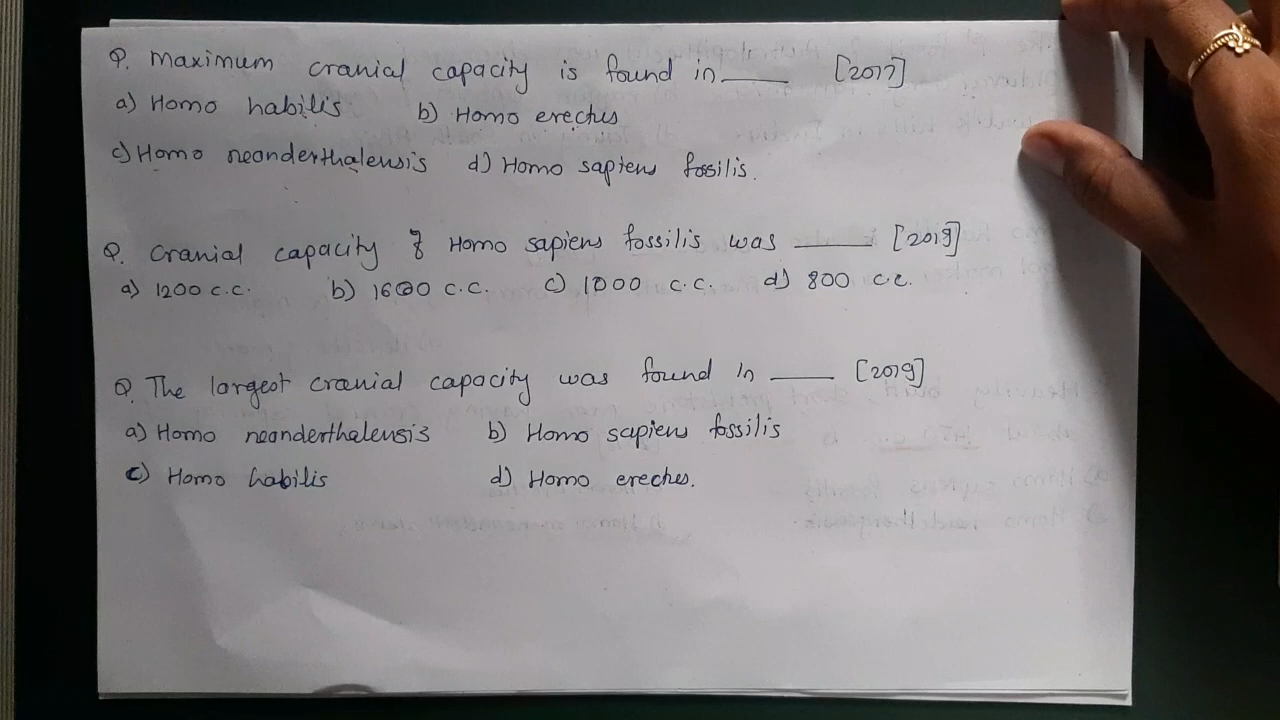 Q. Maximum cranial capacity is found in____ [2017]
a) Homo habilis b) Homo erectus
c) Homo neanderthalensis d) Homo sapiens fossilis.
Q. Cranial capacity of Homo sapiens fossilis was ____ [2019]
a) 1200 c.c. b) 1600 c.c. c) 1000 c.c. d) 800 c.c.
Q. The largest cranial capacity was found in ____ [2019]
a) Homo neanderthalensis b) Homo sapiens fossilis
c) Homo habilis d) Homo erectus.